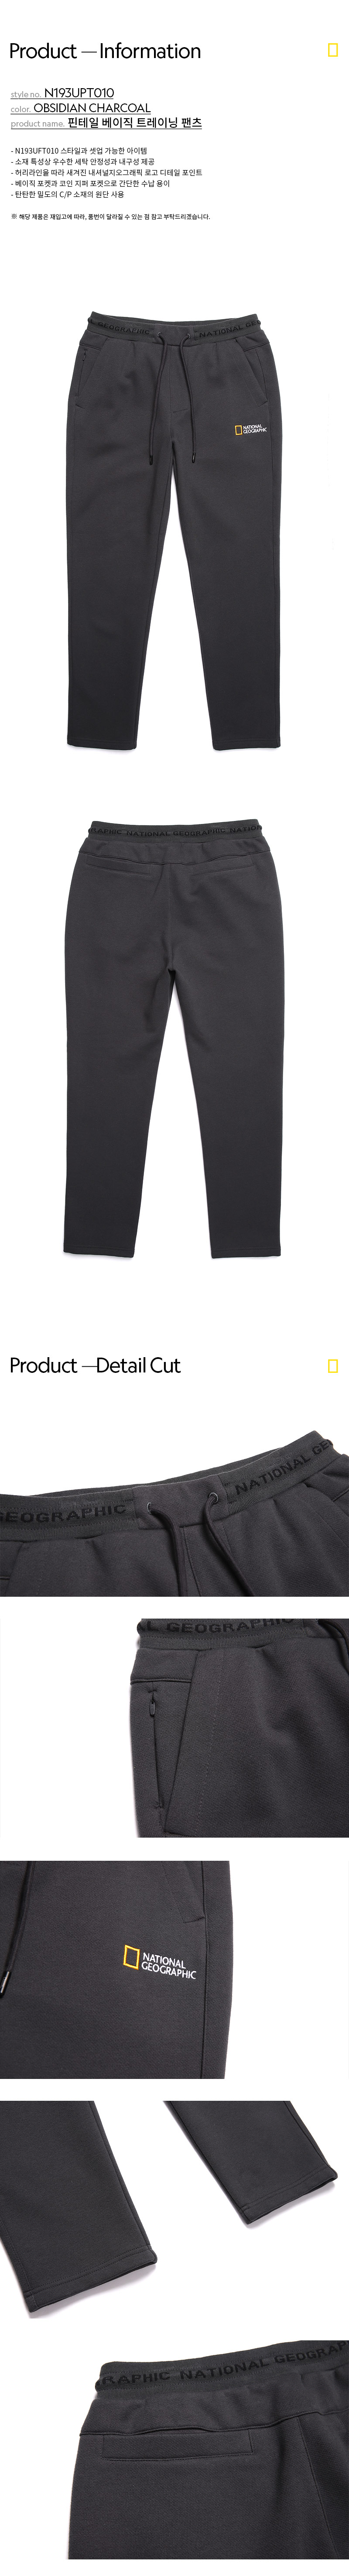 Product — Information
style no. N193UPT010
color. OBSIDIAN CHARCOAL
product name. 핀테일 베이직 트레이닝 팬츠
- N193UFT010 스타일과 셋업 가능한 아이템
- 소재 특성상 우수한 세탁 안정성과 내구성 제공
- 허리라인을 따라 새겨진 내셔널지오그래픽 로고 디테일 포인트
- 베이직 포켓과 코인 지퍼 포켓으로 간단한 수납 용이
- 탄탄한 밀도의 C/P 소재의 원단 사용
※ 해당 제품은 재입고에 따라, 품번이 달라질 수 있는 점 참고 부탁드리겠습니다.
GEOGRAPHIC NATIONAL GE
NATIONAL
GEOGRAPHIC
GRAPHIC NATIONAL GEOGRAPHIC NATION
Product —Detail Cut
GEOGRAPHIC NATIONAL GE
AL GEOGRAPHIC
NATIONAL
GEOGRAPHIC
RAPHIC NATIONAL GEOGRAPH